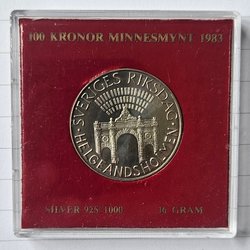 100 KRONOR MINNESMYNT 1983
SVERIGES RIKSDAG Å
HELGEANDSHOLMEN
SILVER 925/1000 16 GRAM